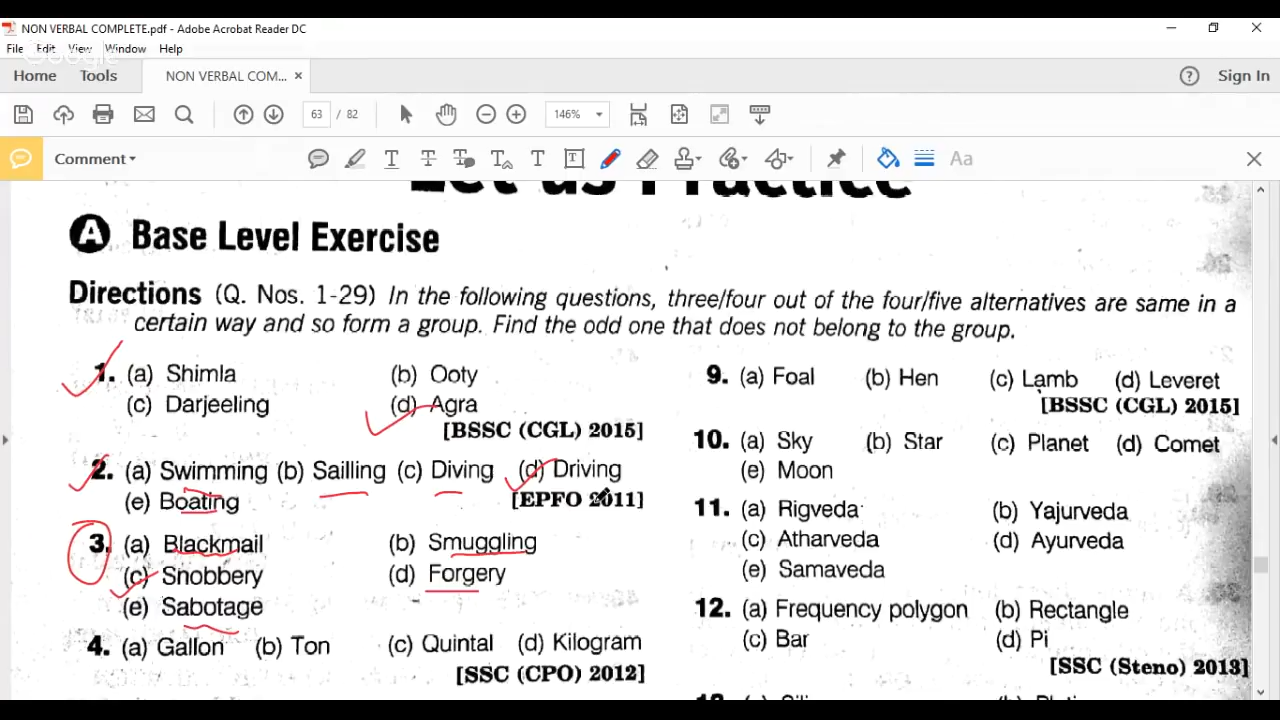 NON VERBAL COMPLETE.pdf - Adobe Acrobat Reader DC
File Edit View Window Help
Google
Home Tools NON VERBAL COM... × Sign In
63 / 82 146%
Comment
Let us Practice
A Base Level Exercise
Directions (Q. Nos. 1-29) In the following questions, three/four out of the four/five alternatives are same in a
certain way and so form a group. Find the odd one that does not belong to the group.
1. (a) Shimla (b) Ooty
(c) Darjeeling (d) Agra
[BSSC (CGL) 2015]
2. (a) Swimming (b) Sailling (c) Diving (d) Driving
(e) Boating [EPFO 2011]
3. (a) Blackmail (b) Smuggling
(c) Snobbery (d) Forgery
(e) Sabotage
4. (a) Gallon (b) Ton (c) Quintal (d) Kilogram
[SSC (CPO) 2012]
9. (a) Foal (b) Hen (c) Lamb (d) Leveret
[BSSC (CGL) 2015]
10. (a) Sky (b) Star (c) Planet (d) Comet
(e) Moon
11. (a) Rigveda (b) Yajurveda
(c) Atharveda (d) Ayurveda
(e) Samaveda
12. (a) Frequency polygon (b) Rectangle
(c) Bar (d) Pi
[SSC (Steno) 2013]